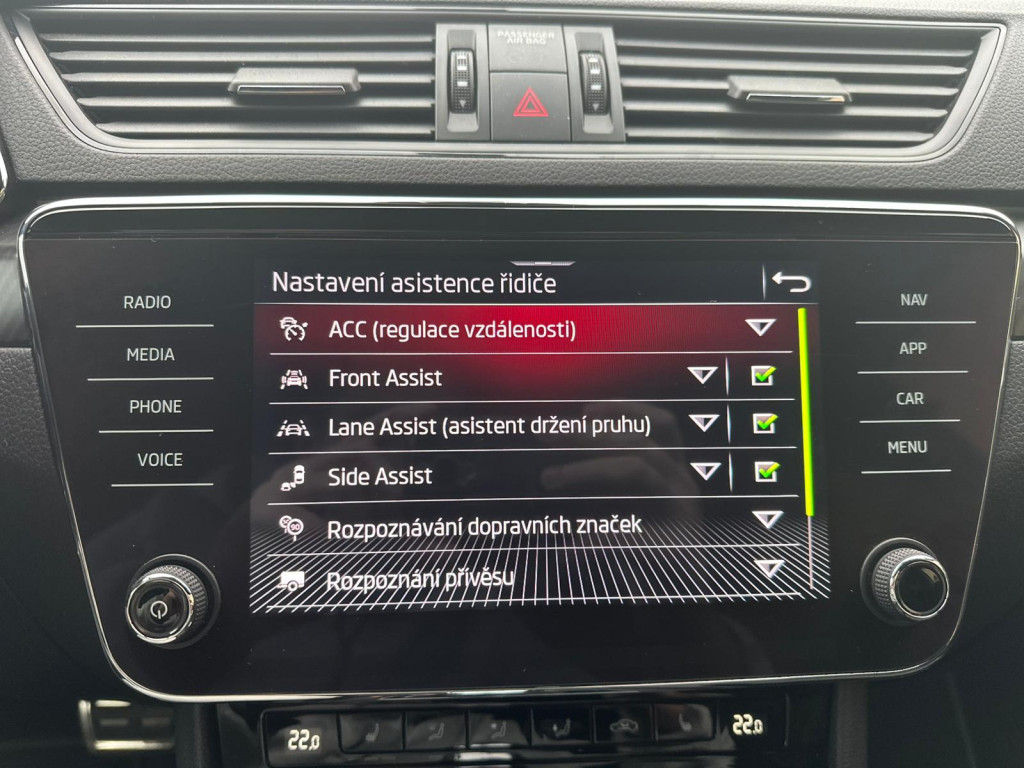 PASSENGER
AIR BAG
RADIO
MEDIA
PHONE
VOICE
Nastavení asistence řidiče
ACC (regulace vzdálenosti)
Front Assist
Lane Assist (asistent držení pruhu)
Side Assist
90
Rozpoznávání dopravních značek
Rozpoznání přívěsu
NAV
APP
CAR
MENU
22,0
22,0